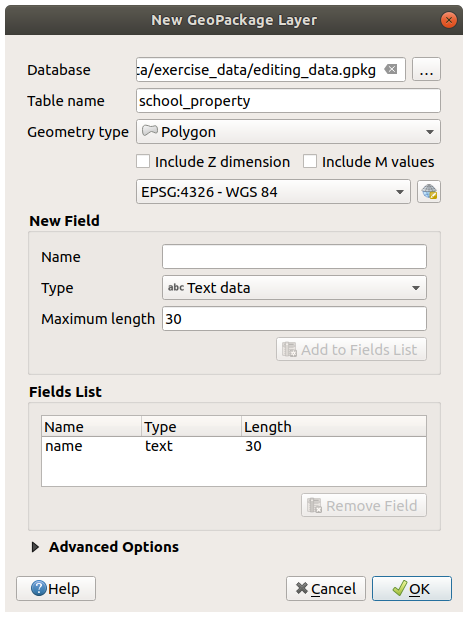 New GeoPackage Layer
Database ta/exercise_data/editing_data.gpkg ...
Table name school_property
Geometry type Polygon
Include Z dimension Include M values
EPSG:4326 - WGS 84
New Field
Name
Type abc Text data
Maximum length 30
Add to Fields List
Fields List
Name Type Length
name text 30
Remove Field
Advanced Options
Help Cancel OK